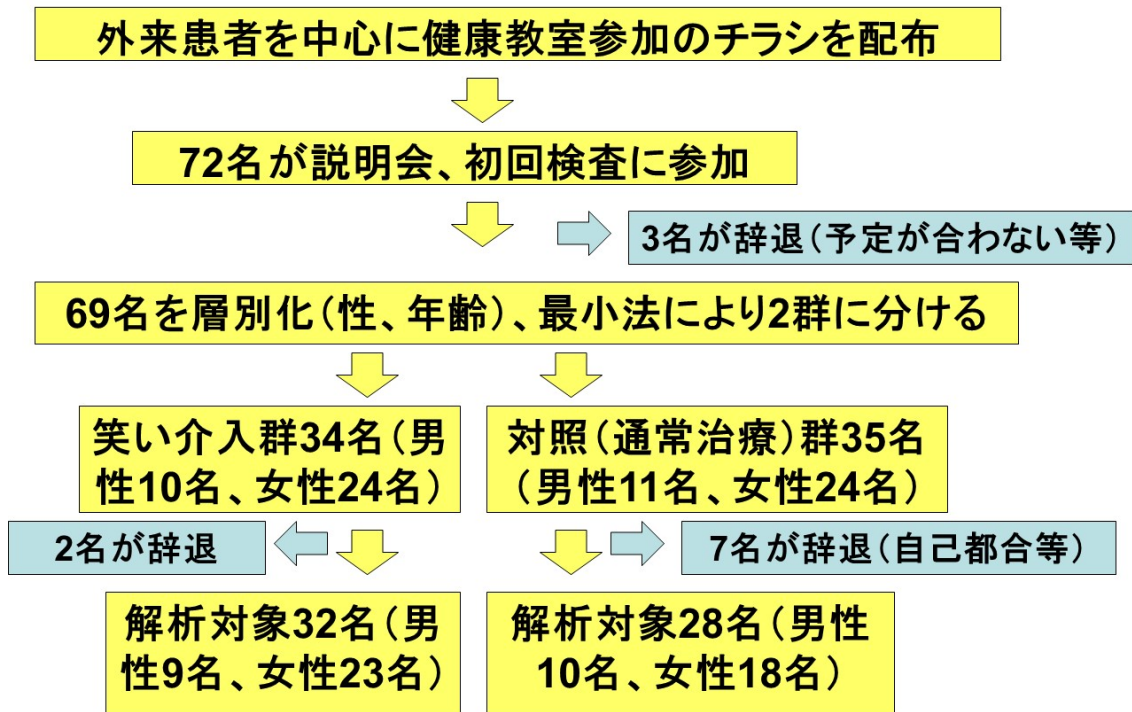 外来患者を中心に健康教室参加のチラシを配布
72名が説明会、初回検査に参加
3名が辞退（予定が合わない等）
69名を層別化（性、年齢）、最小法により2群に分ける
笑い介入群34名（男
性10名、女性24名）
対照（通常治療）群35名
（男性11名、女性24名）
2名が辞退
7名が辞退（自己都合等）
解析対象32名（男
性9名、女性23名）
解析対象28名（男性
10名、女性18名）